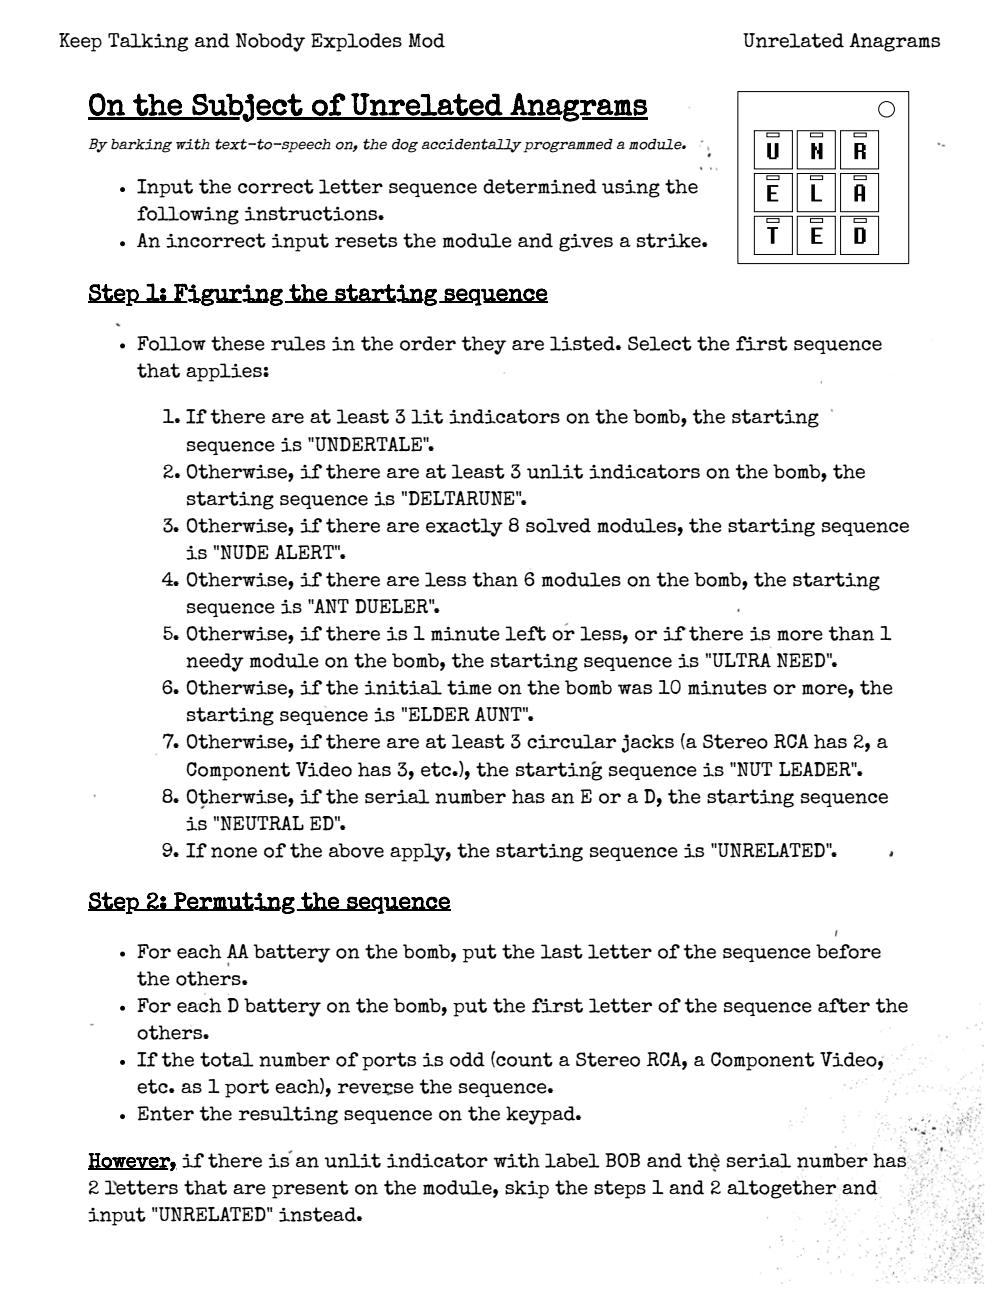 Keep Talking and Nobody Explodes Mod
Unrelated Anagrams
On the Subject of Unrelated Anagrams
By barking with text-to-speech on, the dog accidentally programmed a module.
• Input the correct letter sequence determined using the
following instructions.
• An incorrect input resets the module and gives a strike.
U N R
E L A
T E D
Step 1: Figuring the starting sequence
• Follow these rules in the order they are listed. Select the first sequence
that applies:
1. If there are at least 3 lit indicators on the bomb, the starting
sequence is "UNDERTALE".
2. Otherwise, if there are at least 3 unlit indicators on the bomb, the
starting sequence is "DELTARUNE".
3. Otherwise, if there are exactly 8 solved modules, the starting sequence
is "NUDE ALERT".
4. Otherwise, if there are less than 6 modules on the bomb, the starting
sequence is "ANT DUELER".
5. Otherwise, if there is 1 minute left or less, or if there is more than 1
needy module on the bomb, the starting sequence is "ULTRA NEED".
6. Otherwise, if the initial time on the bomb was 10 minutes or more, the
starting sequence is "ELDER AUNT".
7. Otherwise, if there are at least 3 circular jacks (a Stereo RCA has 2, a
Component Video has 3, etc.), the starting sequence is "NUT LEADER".
8. Otherwise, if the serial number has an E or a D, the starting sequence
is "NEUTRAL ED".
9. If none of the above apply, the starting sequence is "UNRELATED".
Step 2: Permuting the sequence
• For each AA battery on the bomb, put the last letter of the sequence before
the others.
• For each D battery on the bomb, put the first letter of the sequence after the
others.
• If the total number of ports is odd (count a Stereo RCA, a Component Video,
etc. as 1 port each), reverse the sequence.
• Enter the resulting sequence on the keypad.
However, if there is an unlit indicator with label BOB and the serial number has
2 letters that are present on the module, skip the steps 1 and 2 altogether and
input "UNRELATED" instead.